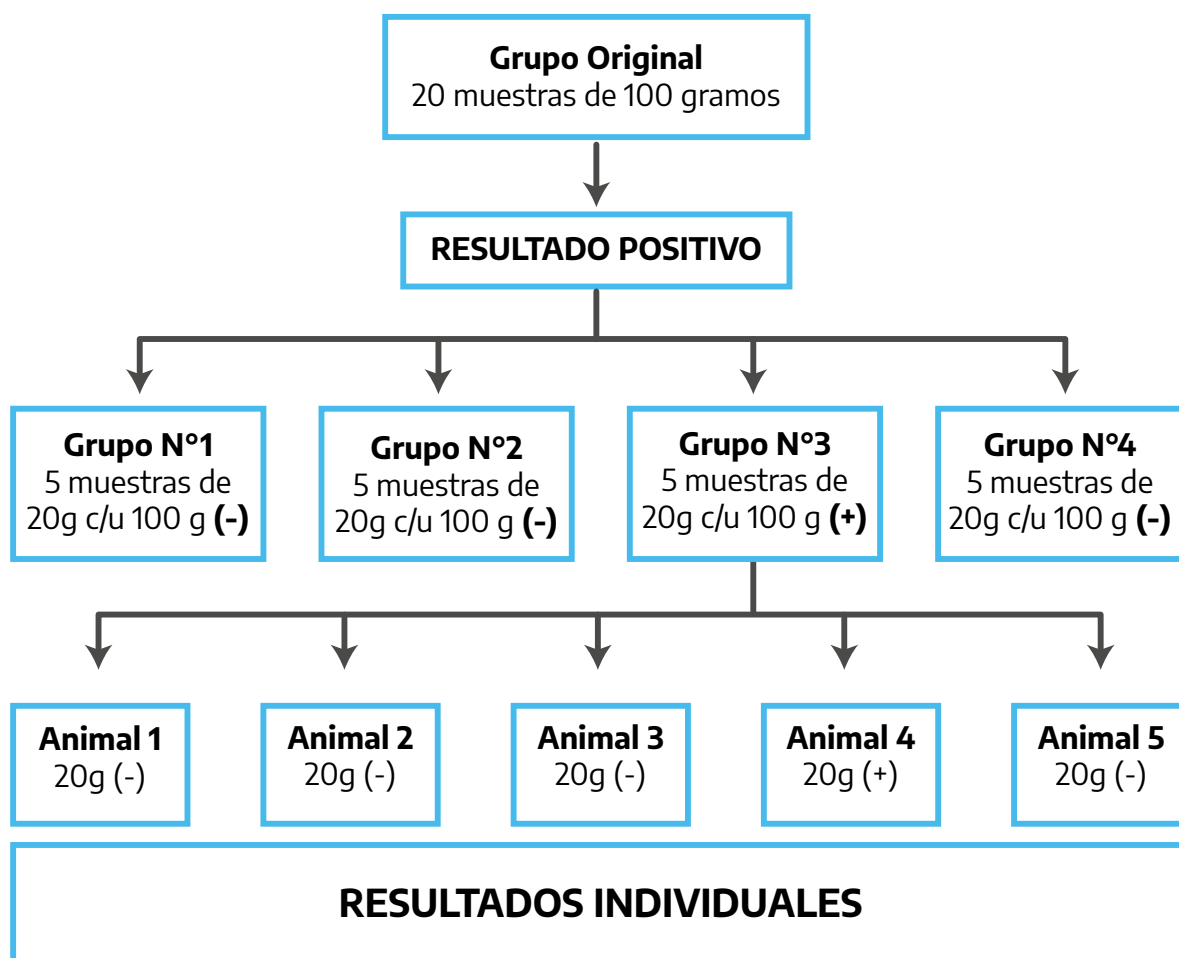 Grupo Original
20 muestras de 100 gramos
RESULTADO POSITIVO
Grupo N°1
5 muestras de
20g c/u 100 g (-)
Grupo N°2
5 muestras de
20g c/u 100 g (-)
Grupo N°3
5 muestras de
20g c/u 100 g (+)
Grupo N°4
5 muestras de
20g c/u 100 g (-)
Animal 1
20g (-)
Animal 2
20g (-)
Animal 3
20g (-)
Animal 4
20g (+)
Animal 5
20g (-)
RESULTADOS INDIVIDUALES